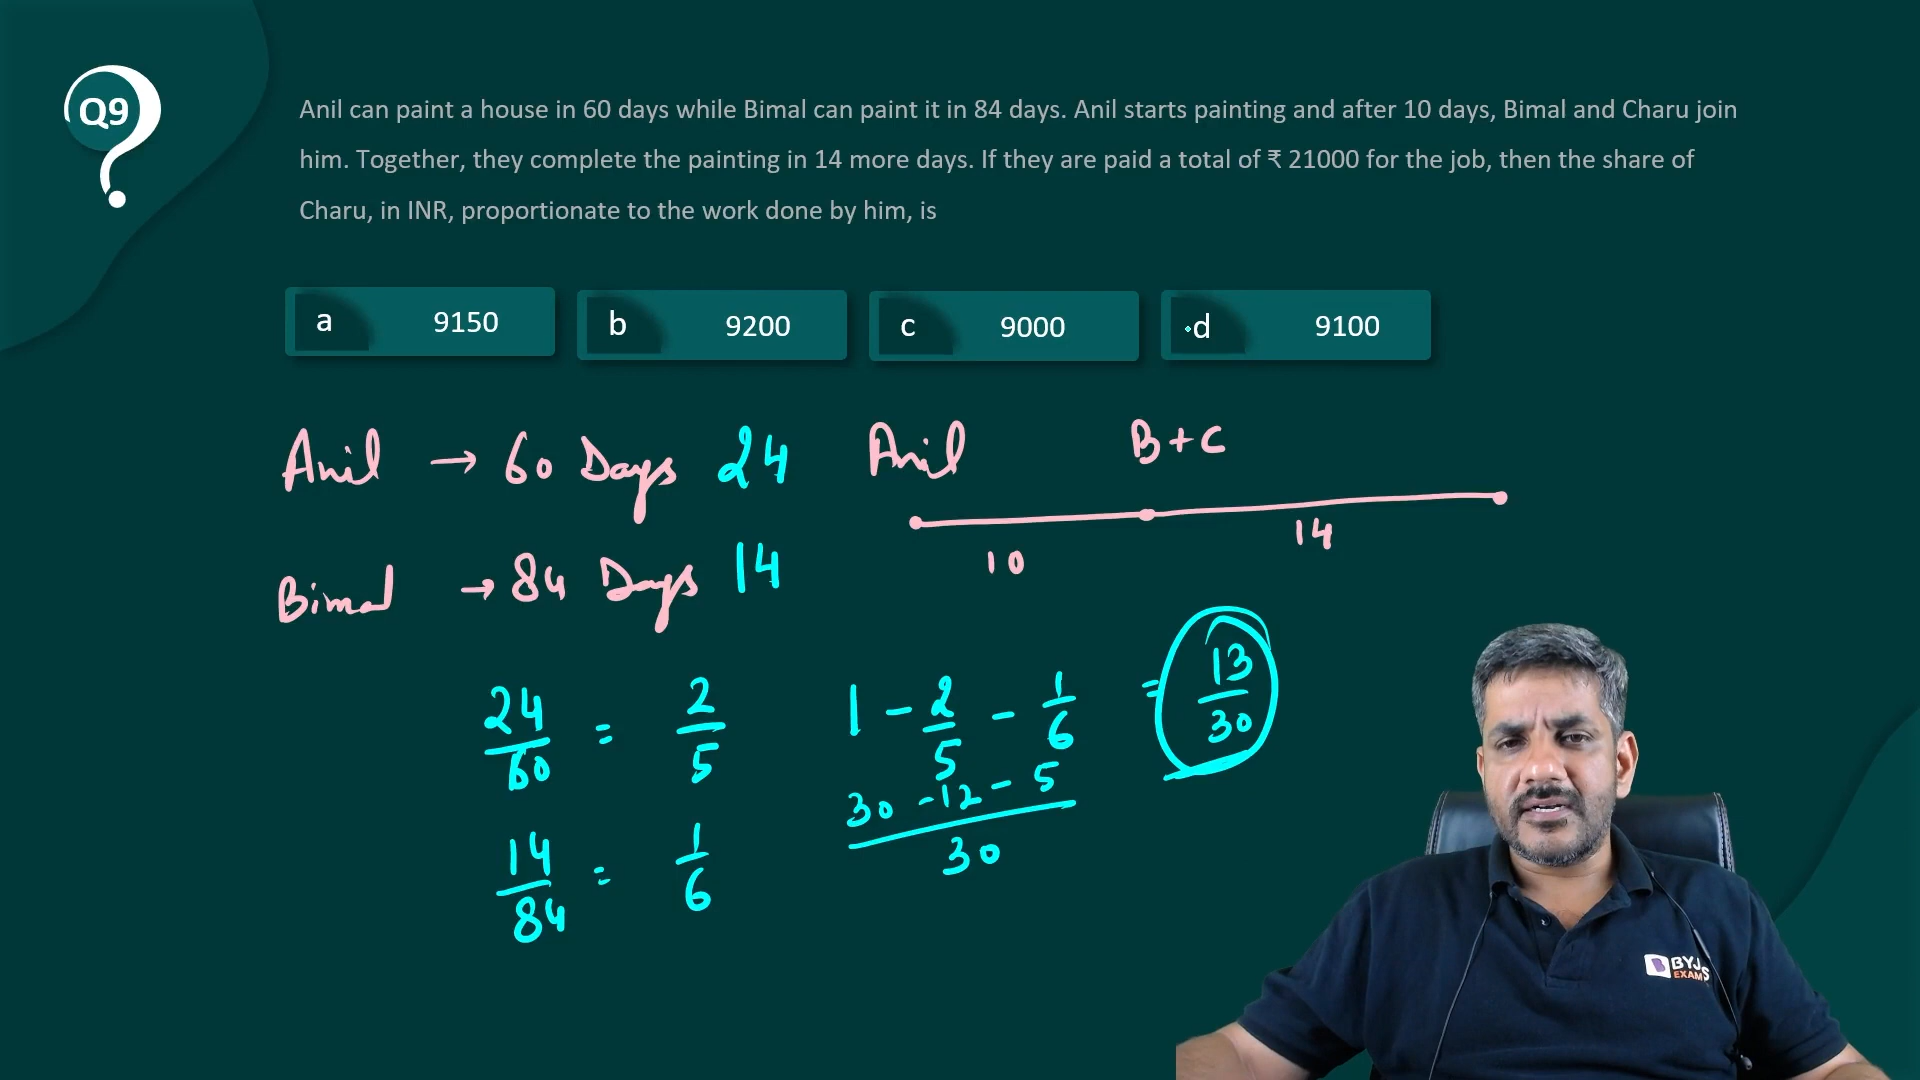 Q9
Anil can paint a house in 60 days while Bimal can paint it in 84 days. Anil starts painting and after 10 days, Bimal and Charu join
him. Together, they complete the painting in 14 more days. If they are paid a total of ₹ 21000 for the job, then the share of
Charu, in INR, proportionate to the work done by him, is
a 9150 b 9200 c 9000 d 9100
Anil → 60 Days 24
Anil B+C
10 14
Bimal → 84 Days 14
24/60 = 2/5
1 - 2/5 - 1/6 = 13/30
30 - 12 - 5
30
14/84 = 1/6
BYJU'S
EXAM